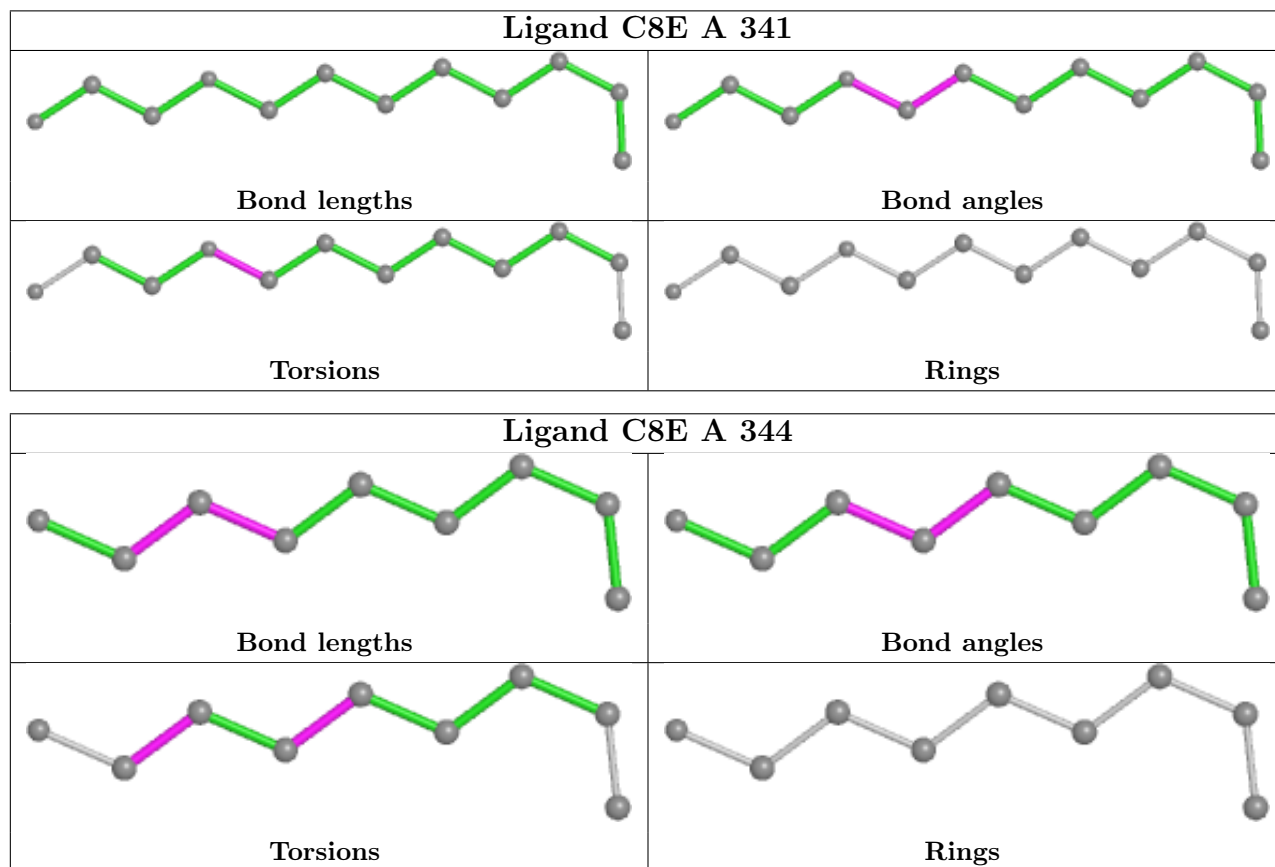 Ligand C8E A 341
Bond lengths
Bond angles
Torsions
Rings
Ligand C8E A 344
Bond lengths
Bond angles
Torsions
Rings